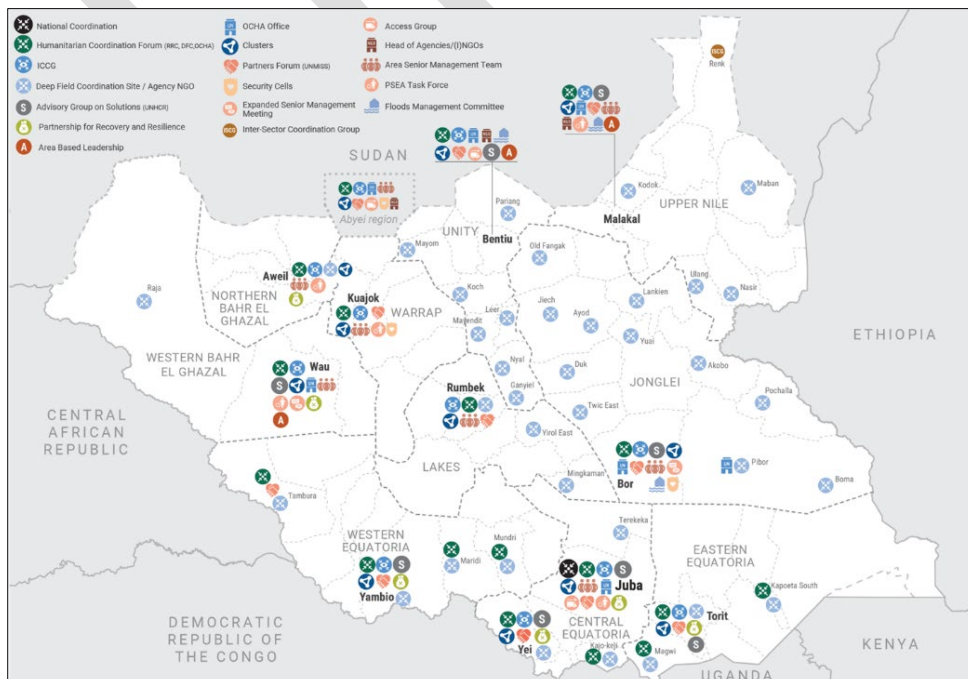 National Coordination
Humanitarian Coordination Forum (RRC, DFC,OCHA)
ICCG
Deep Field Coordination Site / Agency NGO
Advisory Group on Solutions (UNHCR)
Partnership for Recovery and Resilience
Area Based Leadership
OCHA Office
Clusters
Partners Forum (UNMISS)
Security Cells
Expanded Senior Management
Meeting
Inter-Sector Coordination Group
Access Group
Head of Agencies/(I)NGOs
Area Senior Management Team
PSEA Task Force
Floods Management Committee
ISCG
Renk
SUDAN
Abyei region
Kodok
Maban
UPPER NILE
Malakal
Pariang
UNITY
Bentiu
Mayom
Old Fangak
Aweil
Raja
NORTHERN
BAHR EL
GHAZAL
Kuajok
WARRAP
Koch
Mayendit
Leer
Jiech
Ayod
Lankien
Ulang
Nasir
Yuai
ETHIOPIA
WESTERN BAHR
EL GHAZAL
Wau
Rumbek
Nyal
Ganyiel
Duk
JONGLEI
Akobo
Pochalla
Twic East
Yirol East
CENTRAL
AFRICAN
REPUBLIC
LAKES
Mingkaman
Bor
Pibor
Boma
Tambura
WESTERN
EQUATORIA
Yambio
Maridi
Mundri
Terekeka
Juba
CENTRAL
EQUATORIA
EASTERN
EQUATORIA
Kapoeta South
Torit
Magwi
Yei
Kajo-keji
DEMOCRATIC
REPUBLIC OF
THE CONGO
UGANDA
KENYA